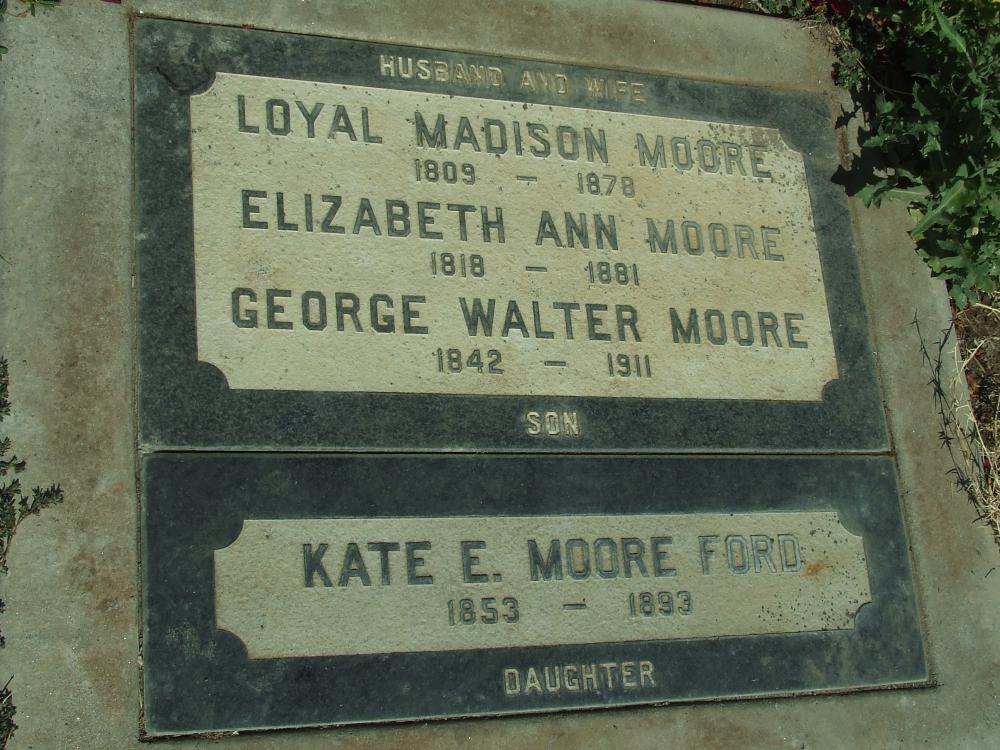 HUSBAND AND WIFE
LOYAL MADISON MOORE
1809 – 1878
ELIZABETH ANN MOORE
1818 – 1881
GEORGE WALTER MOORE
1842 – 1911
SON
KATE E. MOORE FORD
1853 – 1893
DAUGHTER